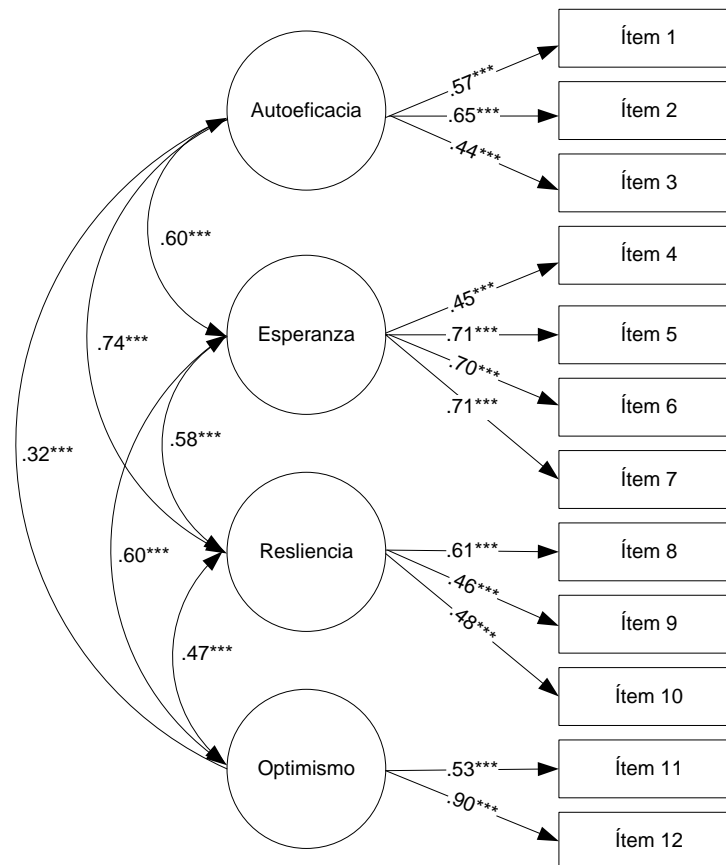 Ítem 1
.57***
Autoeficacia
.65***
Ítem 2
.44***
Ítem 3
.60***
Ítem 4
.45***
Esperanza
.71***
Ítem 5
.74***
.70***
Ítem 6
.71***
.58***
.32***
Ítem 7
Resliencia
.61***
Ítem 8
.60***
.46***
Ítem 9
.48***
.47***
Ítem 10
Optimismo
.53***
Ítem 11
.90***
Ítem 12